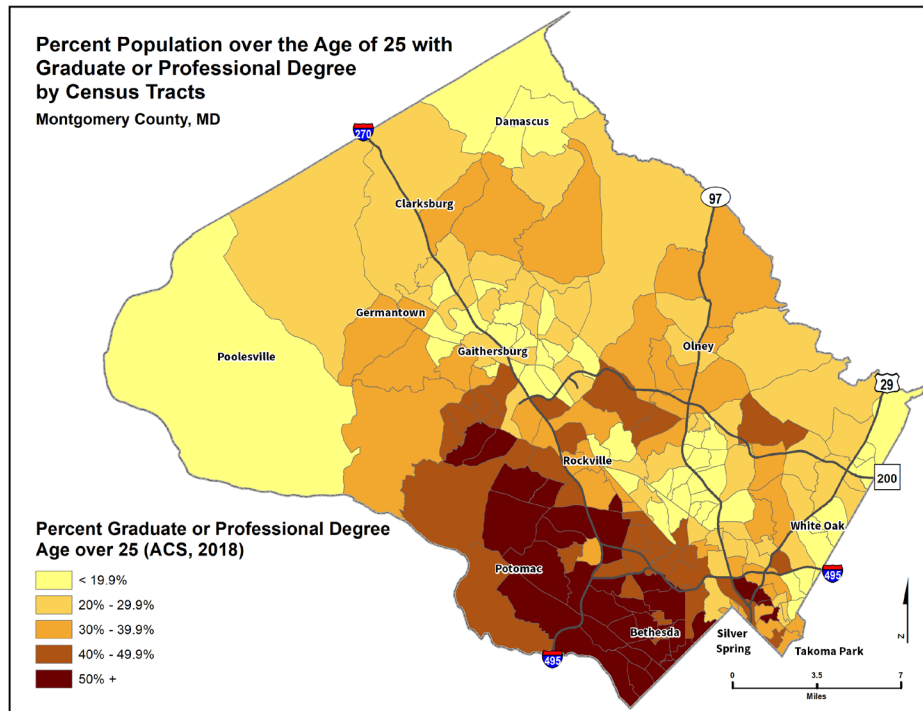 Percent Population over the Age of 25 with
Graduate or Professional Degree
by Census Tracts
Montgomery County, MD
Damascus
270
97
Clarksburg
Germantown
Olney
Gaithersburg
Poolesville
29
Rockville
200
Percent Graduate or Professional Degree
Age over 25 (ACS, 2018)
White Oak
< 19.9%
20% - 29.9%
30% - 39.9%
40% - 49.9%
50% +
Potomac
495
Bethesda
Silver
Spring
Takoma Park
495
N
0 3.5 7
Miles